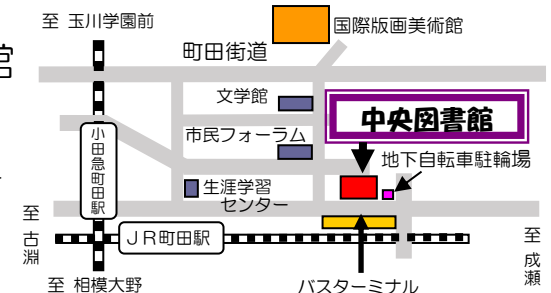 至 玉川学園前
国際版画美術館
館
町田街道
文学館
中央図書館
市民フォーラム
地下自転車駐輪場
小田急町田駅
生涯学習
センター
至 古淵
JR町田駅
至 成瀬
至 相模大野
バスターミナル